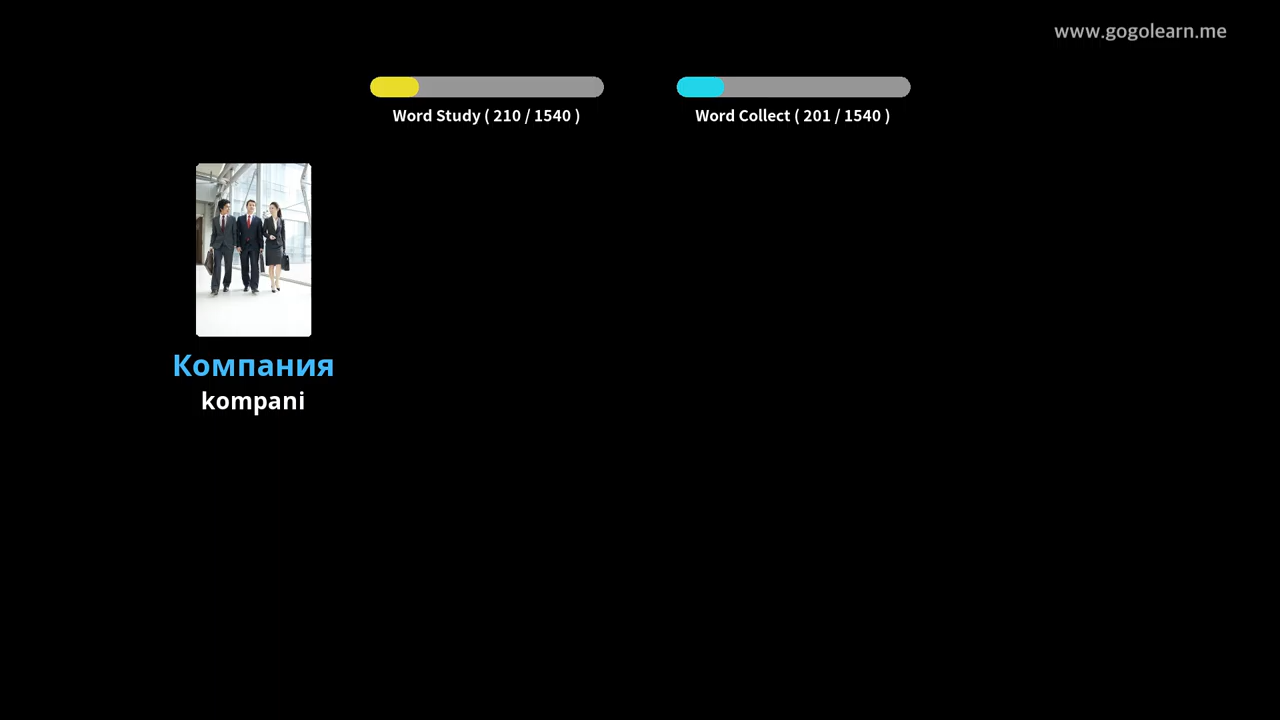 www.gogolearn.me
Word Study ( 210 / 1540 )
Word Collect ( 201 / 1540 )
Компания
kompani